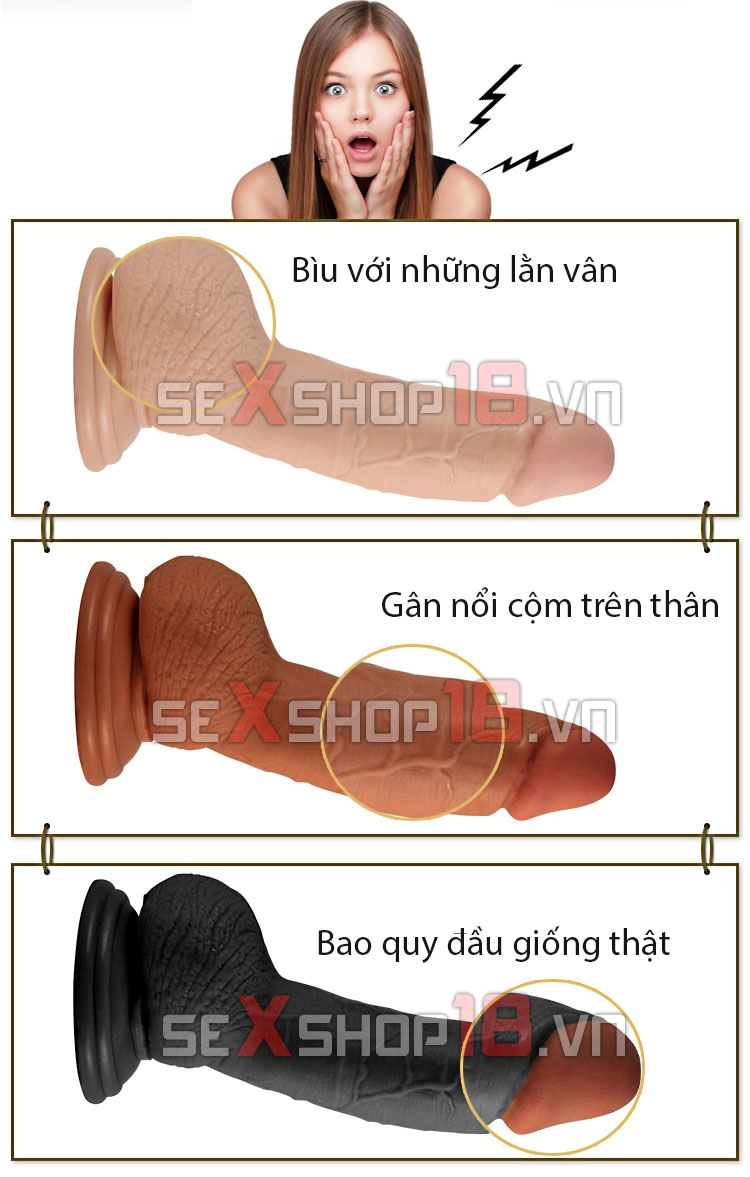 Bìu với những lằn vân
seXshop18.vn
Gân nổi cộm trên thân
seXshop18.vn
Bao quy đầu giống thật
seXshop18.vn